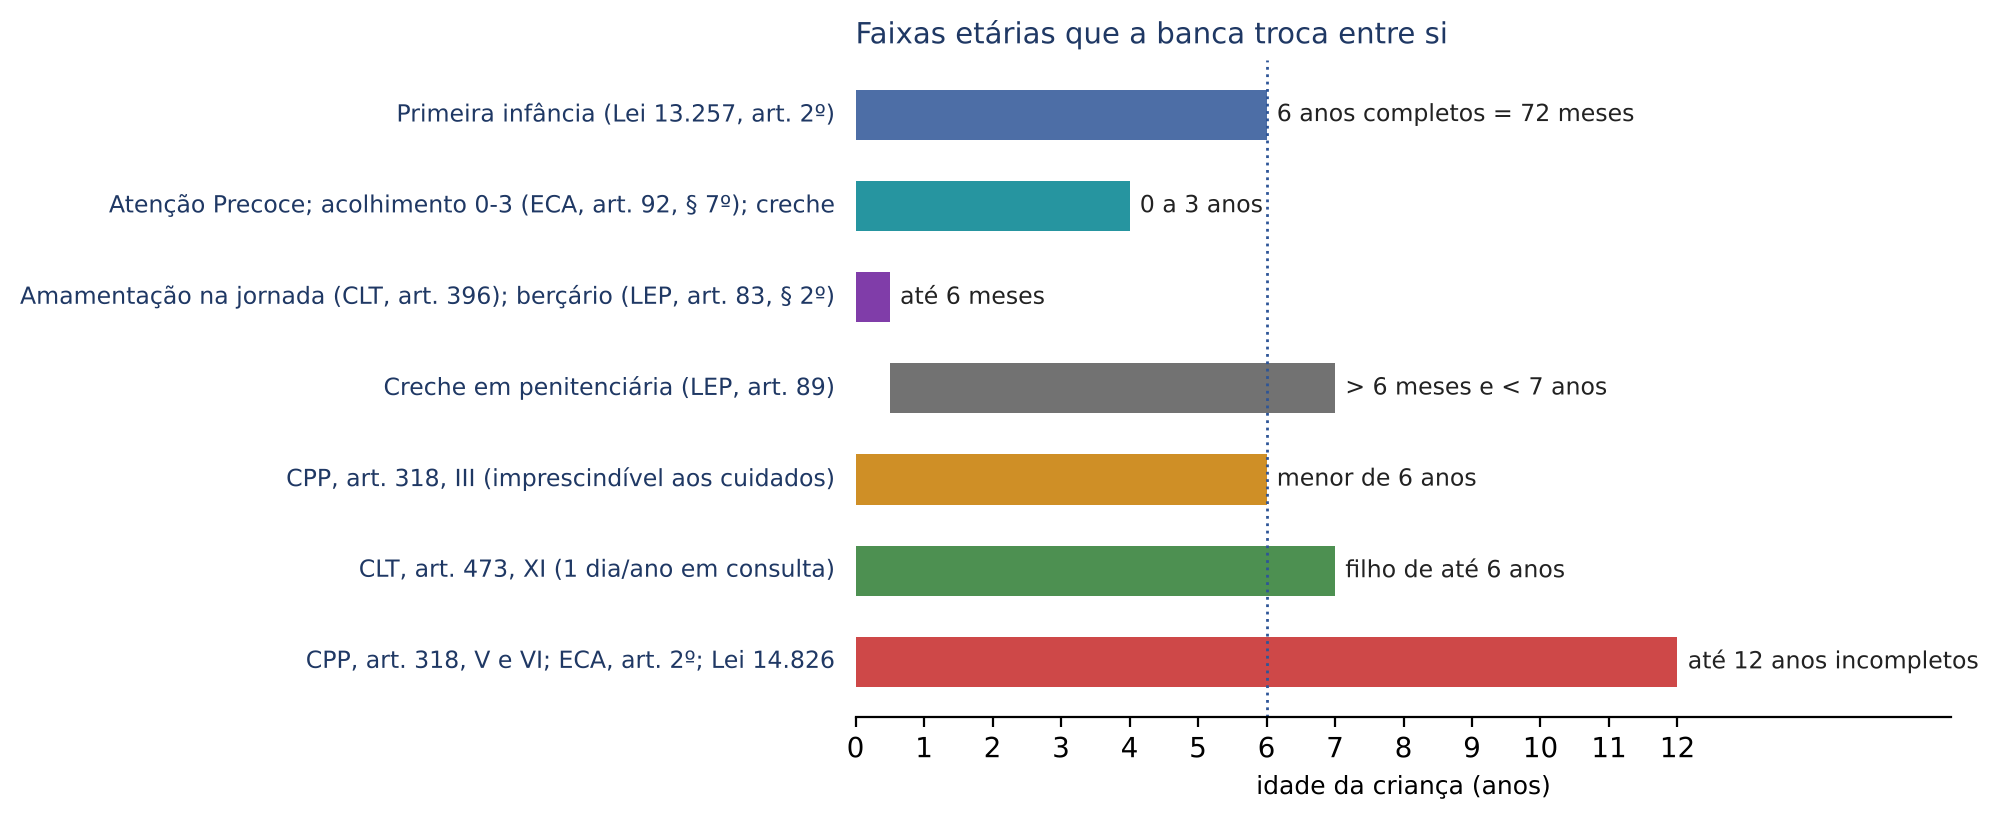 Faixas etárias que a banca troca entre si
Primeira infância (Lei 13.257, art. 2º)
6 anos completos = 72 meses
Atenção Precoce; acolhimento 0-3 (ECA, art. 92, § 7º); creche
0 a 3 anos
Amamentação na jornada (CLT, art. 396); berçário (LEP, art. 83, § 2º)
até 6 meses
Creche em penitenciária (LEP, art. 89)
> 6 meses e < 7 anos
CPP, art. 318, III (imprescindível aos cuidados)
menor de 6 anos
CLT, art. 473, XI (1 dia/ano em consulta)
filho de até 6 anos
CPP, art. 318, V e VI; ECA, art. 2º; Lei 14.826
até 12 anos incompletos
0 1 2 3 4 5 6 7 8 9 10 11 12
idade da criança (anos)